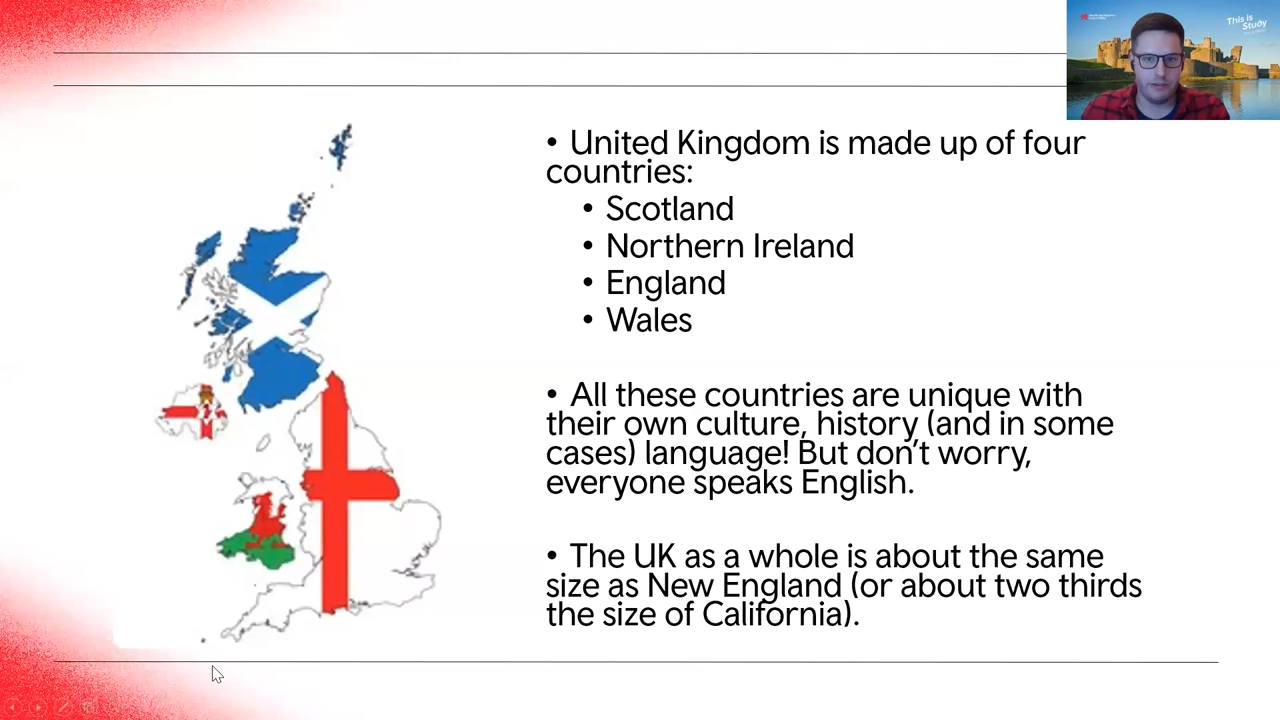 This is
Study
• United Kingdom is made up of four
countries:
• Scotland
• Northern Ireland
• England
• Wales
• All these countries are unique with
their own culture, history (and in some
cases) language! But don’t worry,
everyone speaks English.
• The UK as a whole is about the same
size as New England (or about two thirds
the size of California).